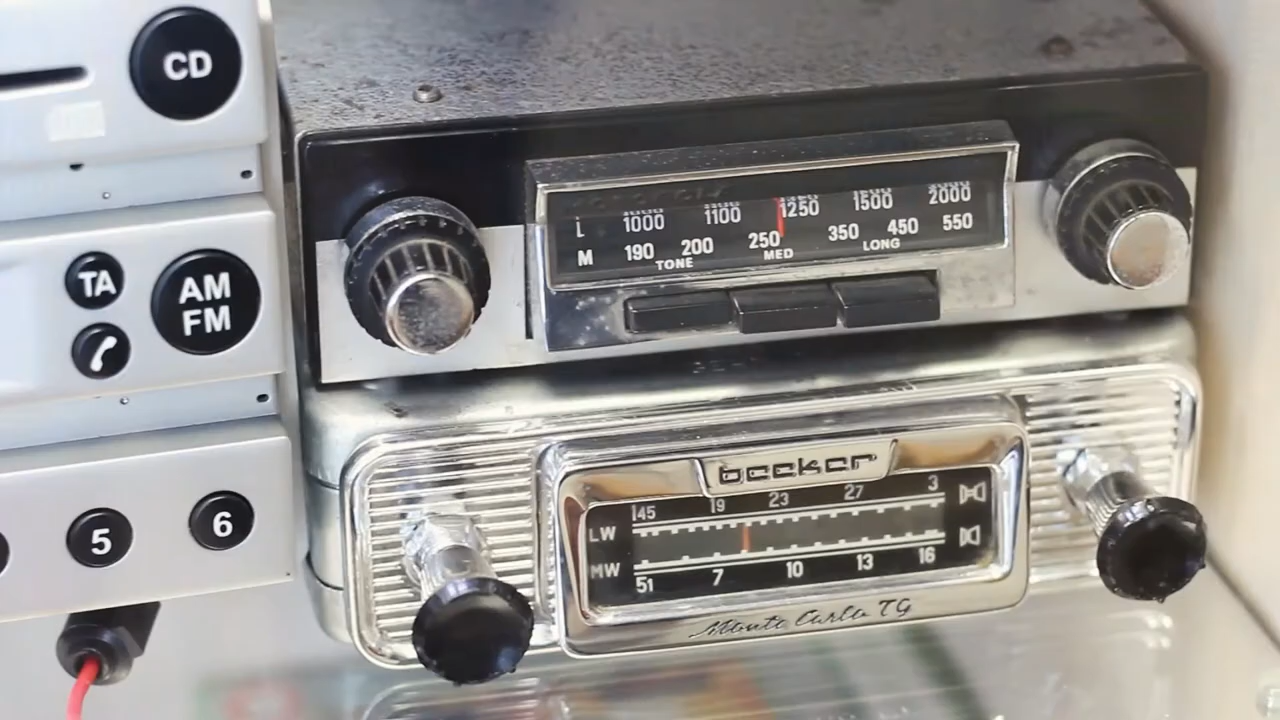 CD
TA
AM
FM
5
6
L 1000 1100 1250 1500 2000
M 190 200 250 350 450 550
TONE MED LONG
becker
145 19 23 27 3
LW
MW
51 7 10 13 16
Monte Carlo TG